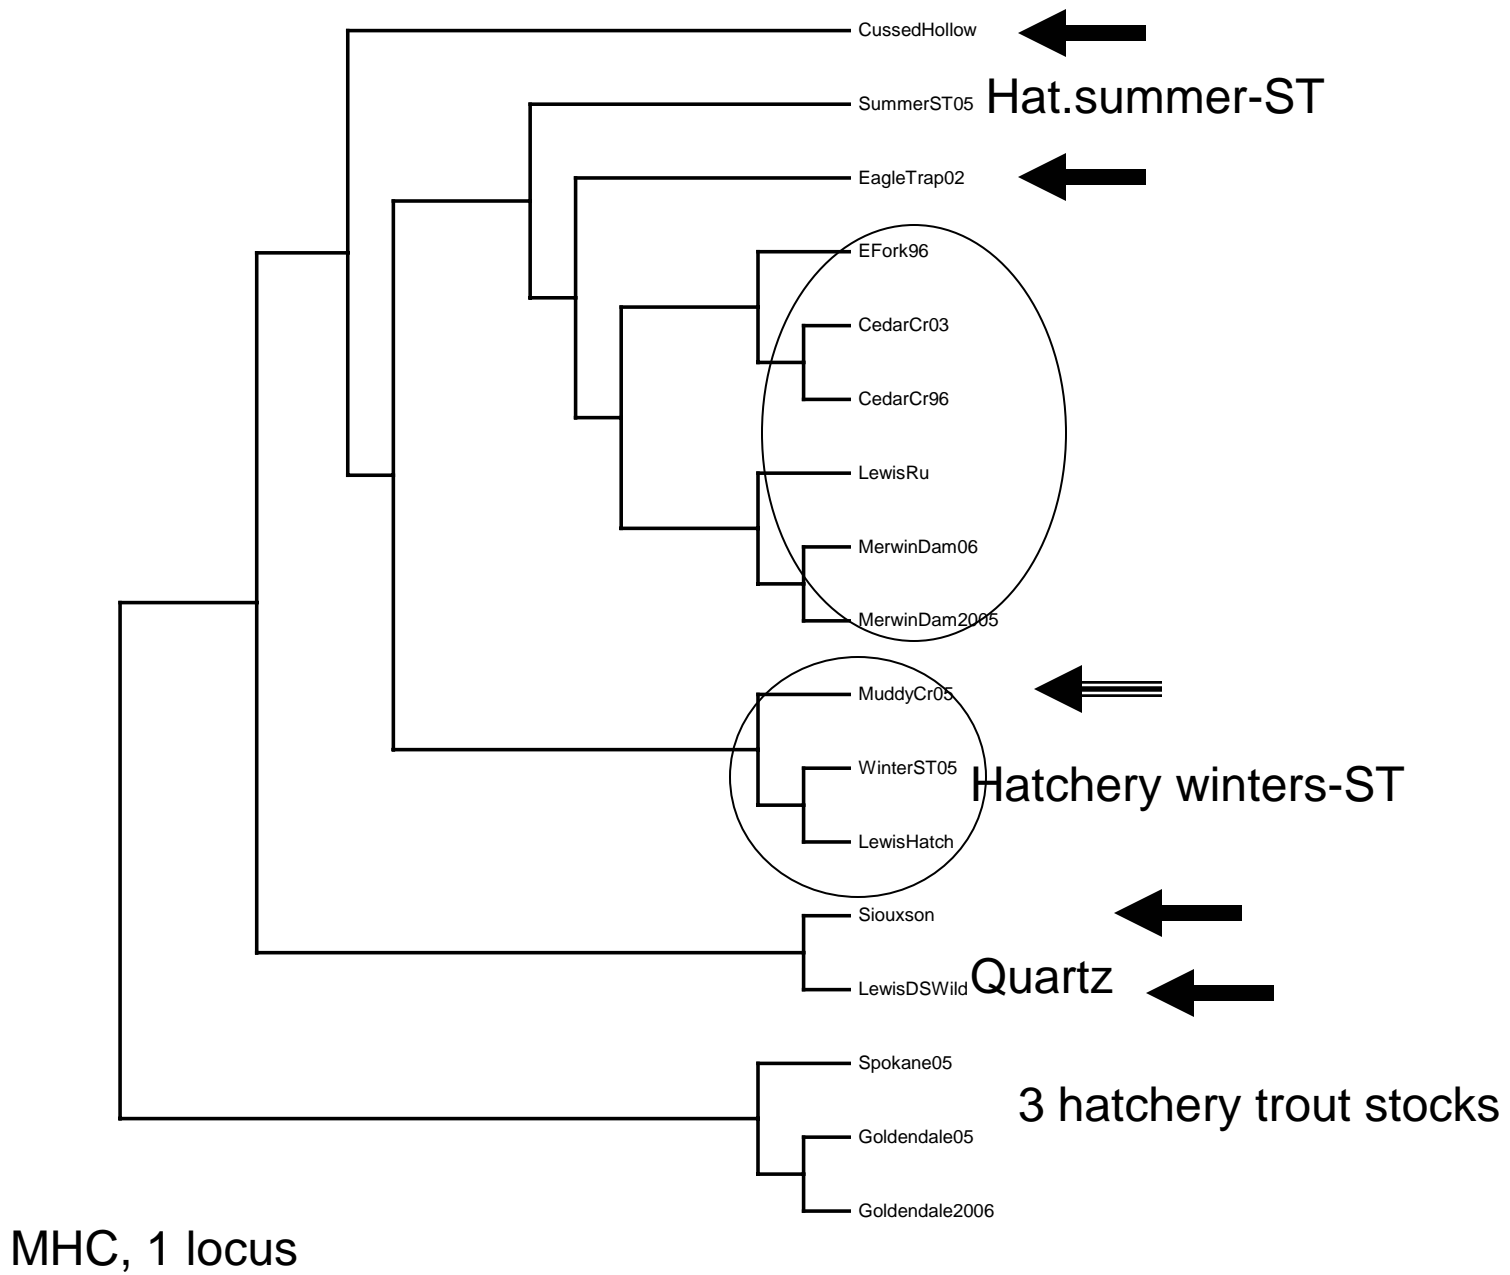 CussedHollow
SummerST05 Hat.summer-ST
EagleTrap02
EFork96
CedarCr03
CedarCr96
LewisRu
MerwinDam06
MerwinDam2005
MuddyCr05
WinterST05 Hatchery winters-ST
LewisHatch
Siouxson
LewisDSWild Quartz
Spokane05
3 hatchery trout stocks
Goldendale05
Goldendale2006
MHC, 1 locus